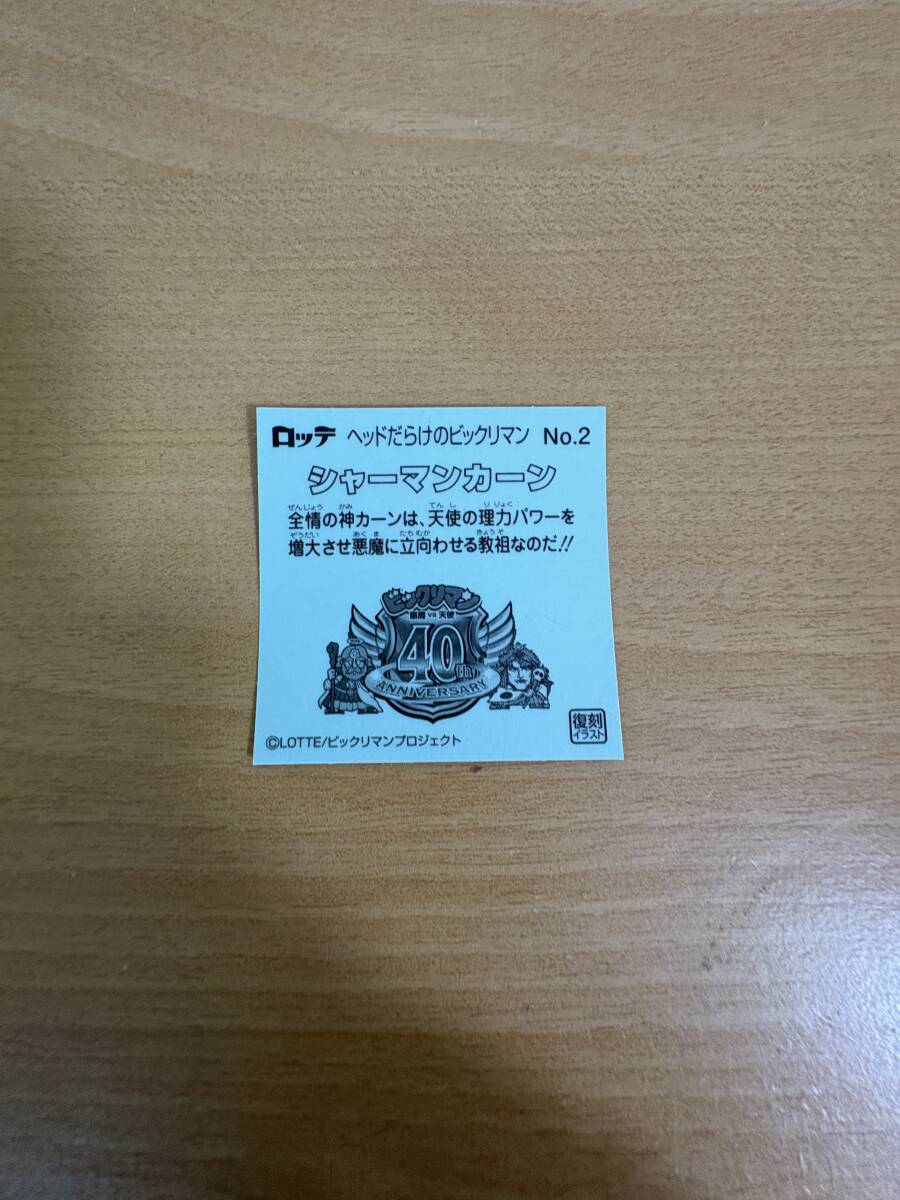 ロッテ ヘッドだらけのビックリマン No.2
シャーマンカーン
ぜんじょう かみ てんし りりょく
全情の神カーンは、天使の理力パワーを
ぞうだい あくま たちむか きょうそ
増大させ悪魔に立向わせる教祖なのだ!!
ビックリマン
悪魔 VS 天使
40th
ANNIVERSARY
復刻
イラスト
©LOTTE/ビックリマンプロジェクト